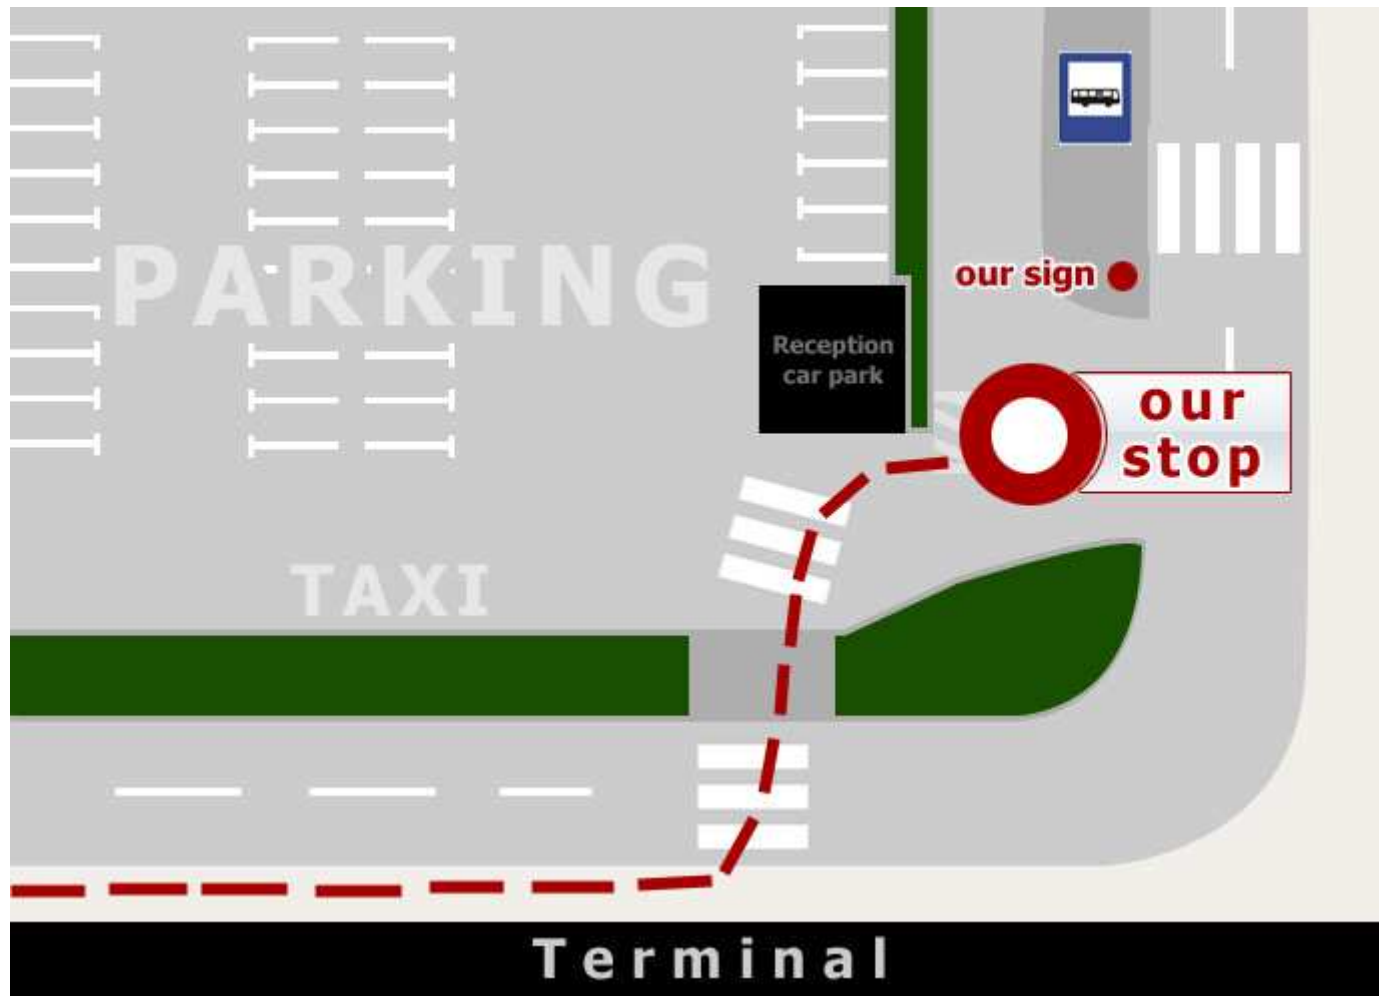 PARKING
our sign
Reception
car park
our
stop
TAXI
Terminal